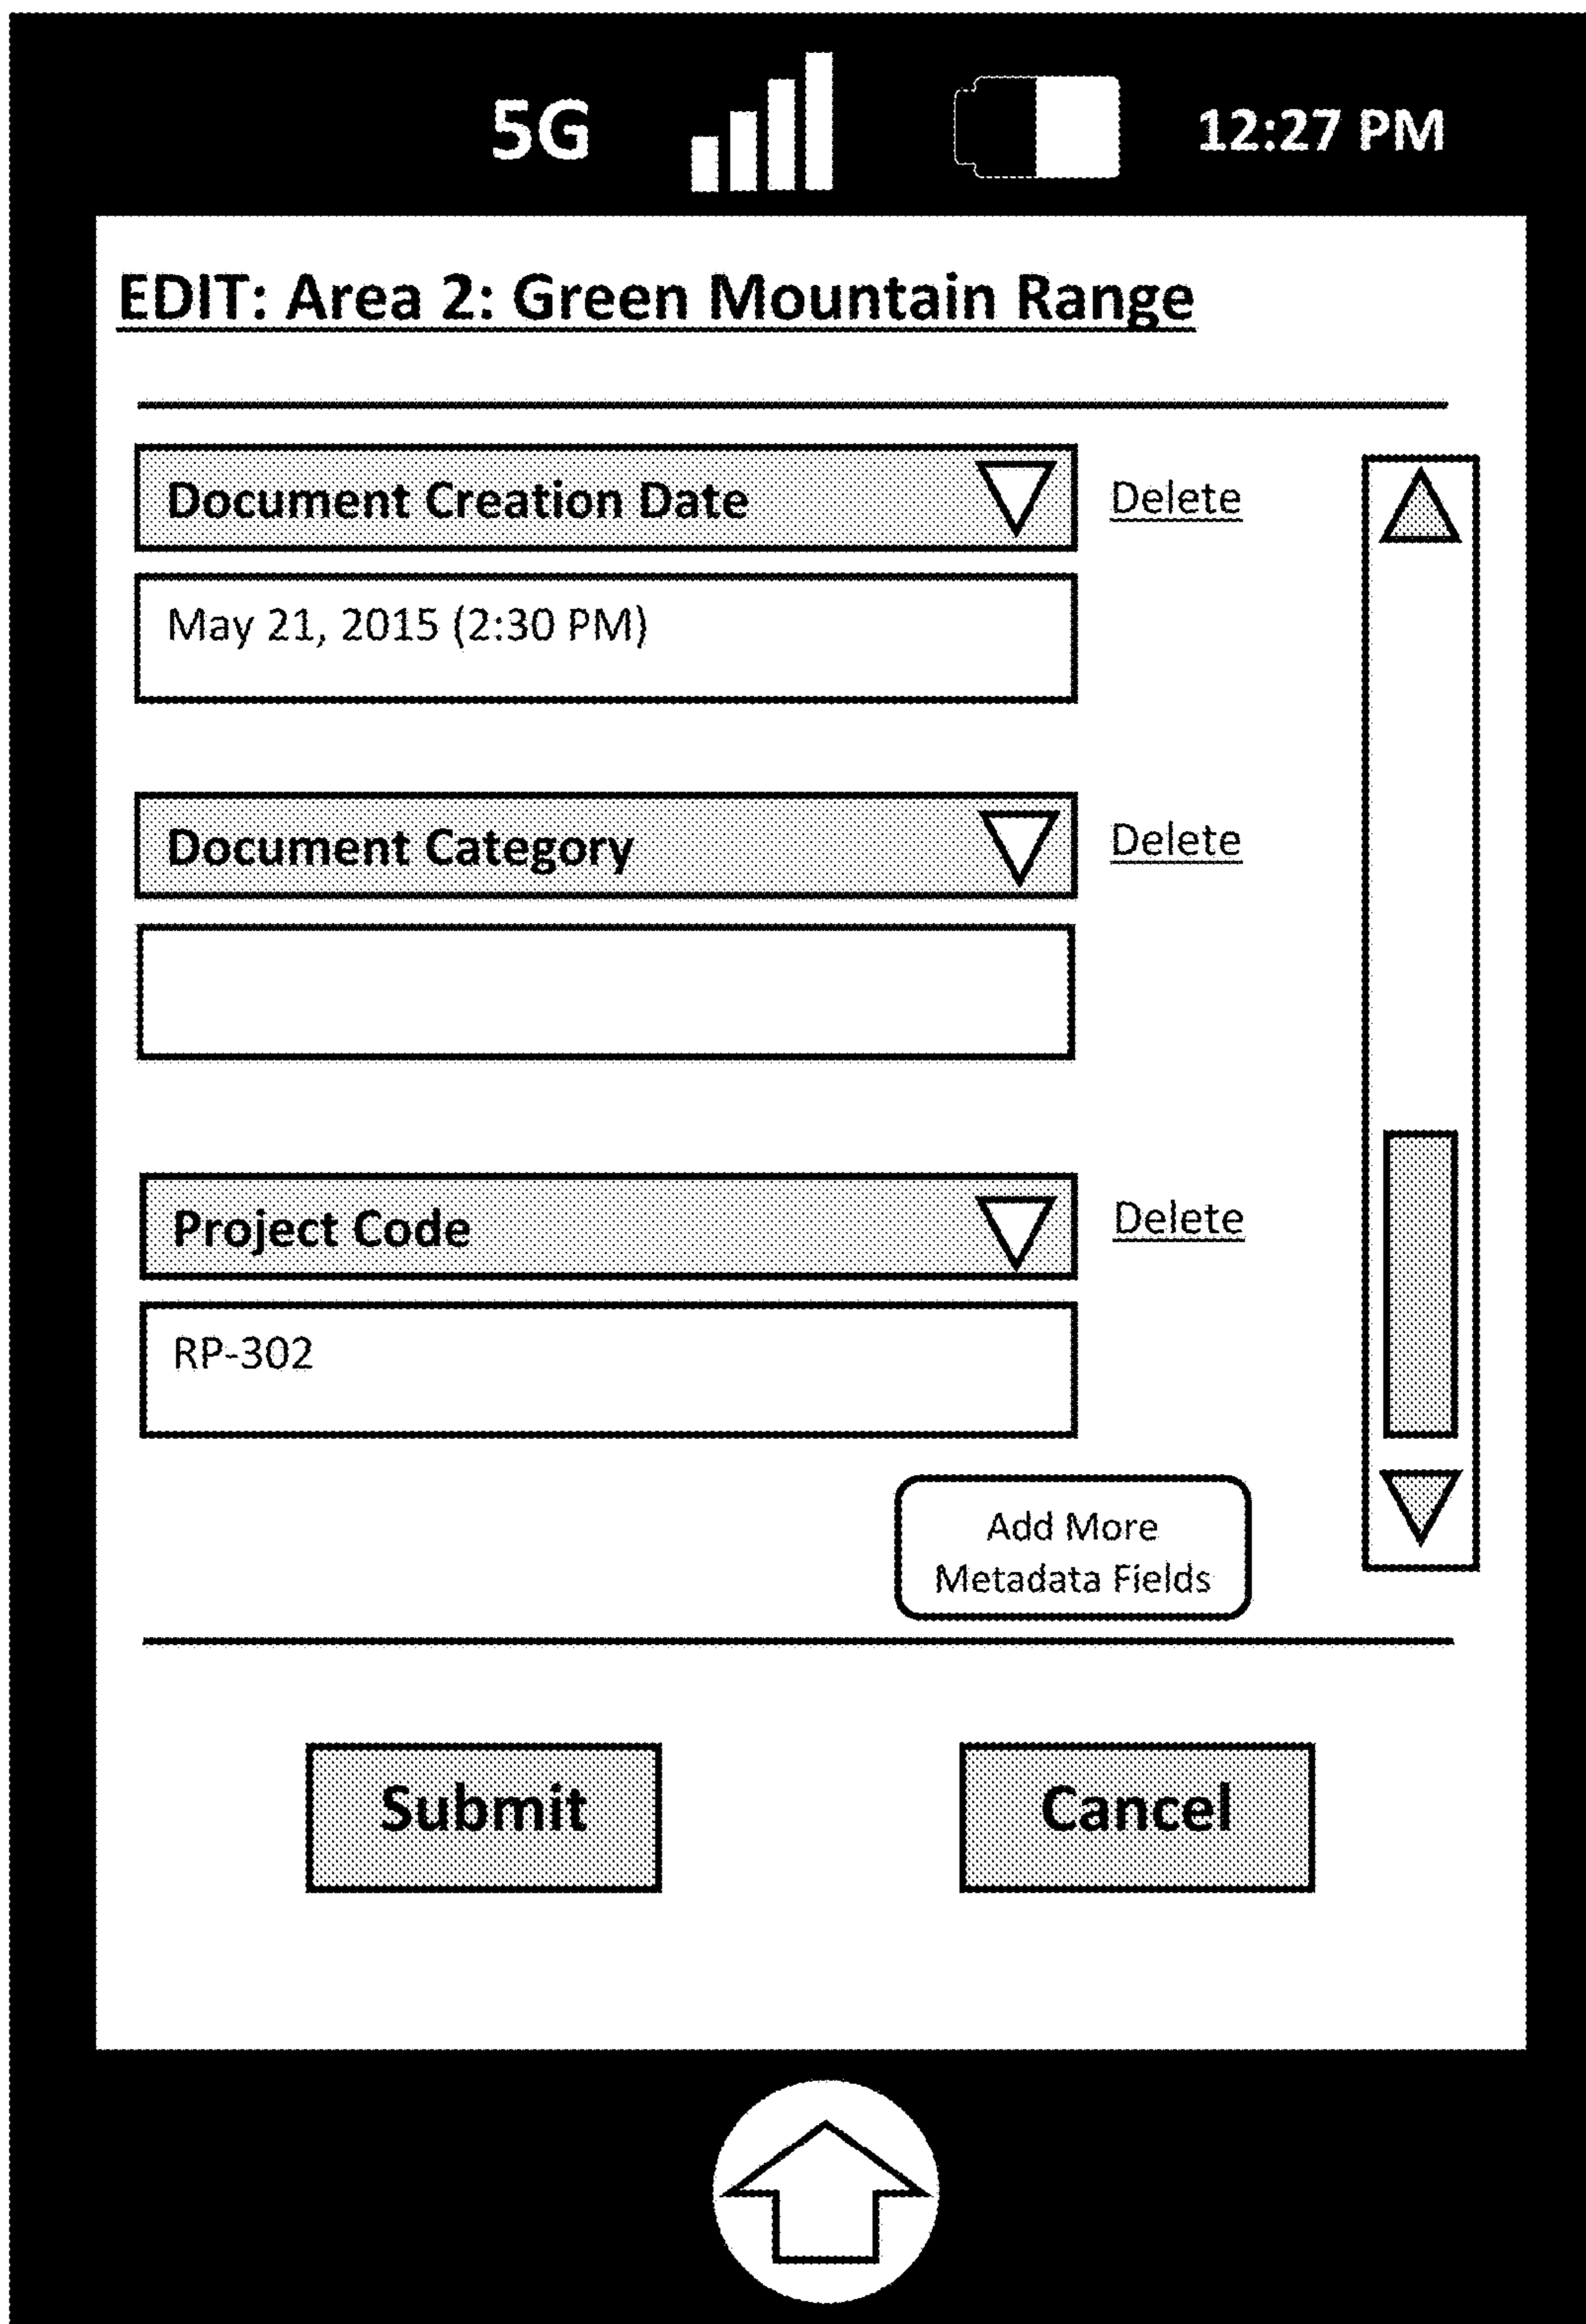 5G 12:27 PM
EDIT: Area 2: Green Mountain Range
Document Creation Date Delete
May 21, 2015 (2:30 PM)
Document Category Delete
Project Code Delete
RP-302
Add More
Metadata Fields
Submit Cancel